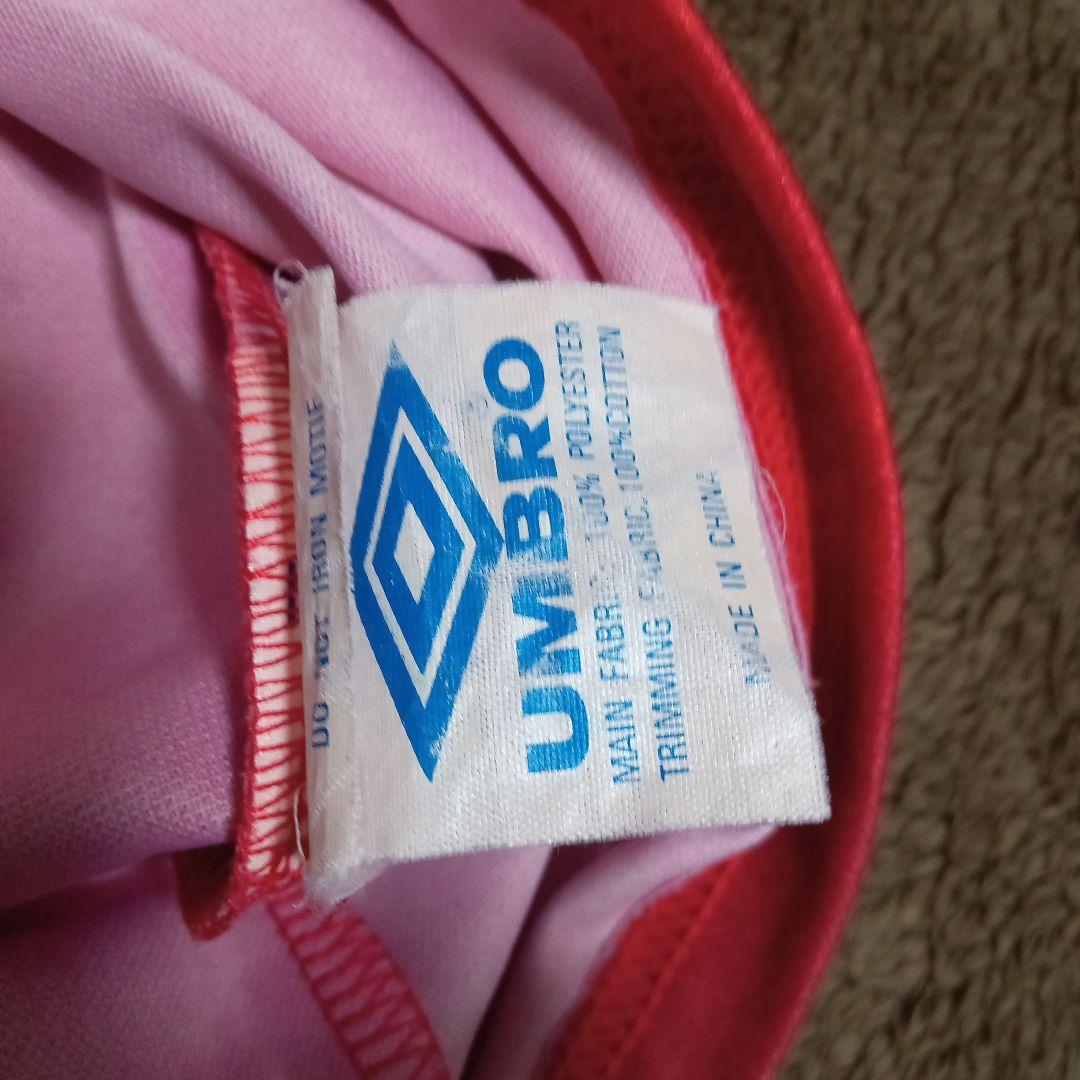 DO NOT IRON MOTIF
UMBRO
MAIN FABRIC: 100% POLYESTER
TRIMMING FABRIC: 100%COTTON
MADE IN CHINA